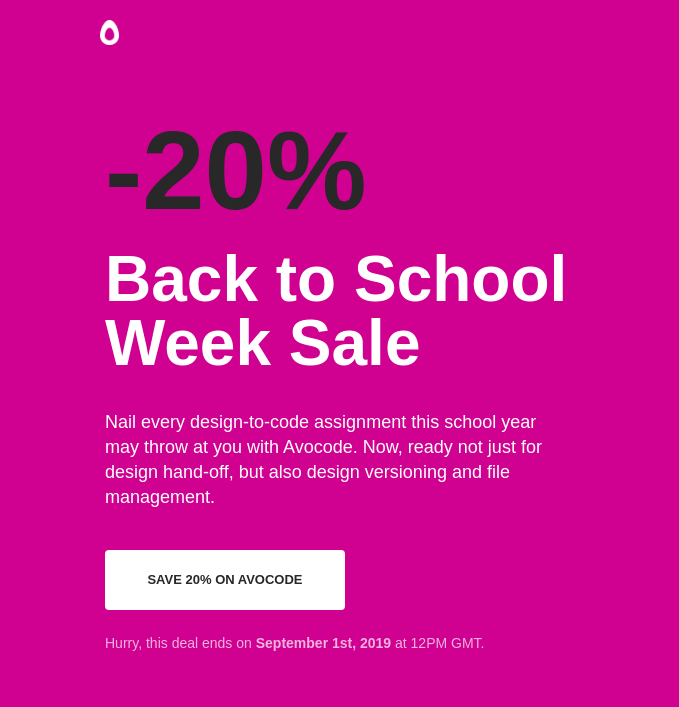 -20%
Back to School
Week Sale
Nail every design-to-code assignment this school year
may throw at you with Avocode. Now, ready not just for
design hand-off, but also design versioning and file
management.
SAVE 20% ON AVOCODE
Hurry, this deal ends on September 1st, 2019 at 12PM GMT.